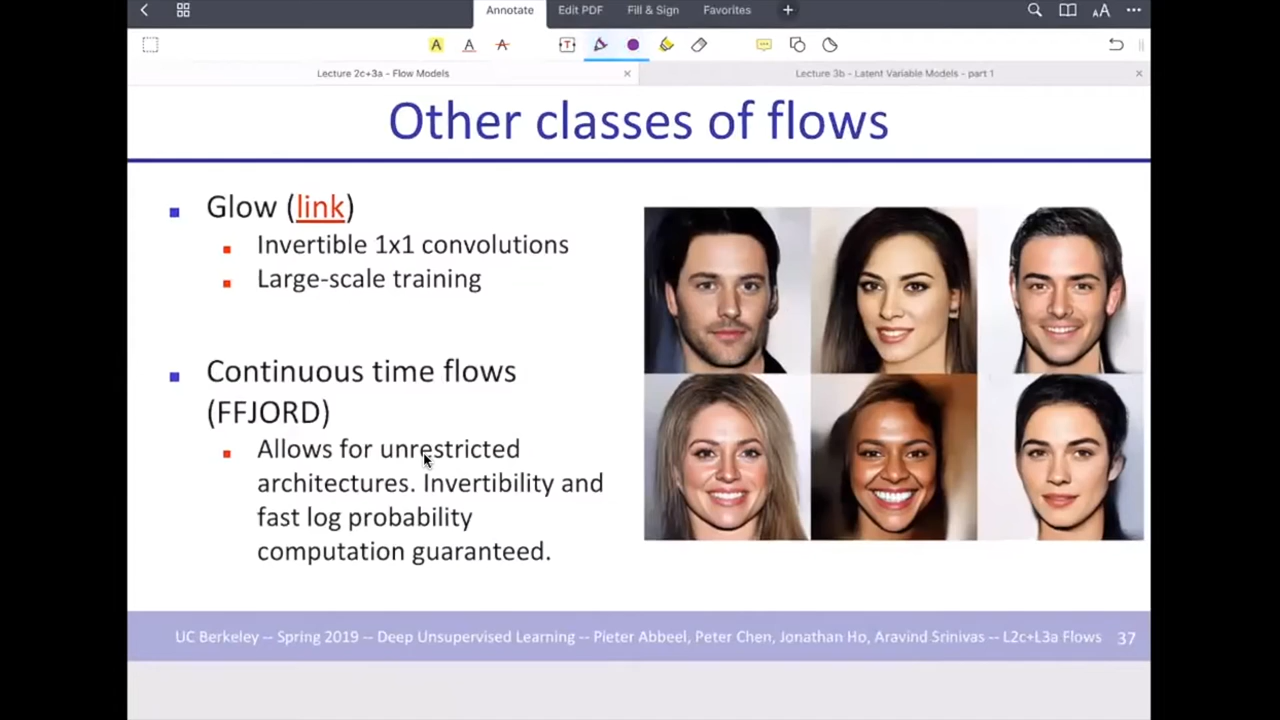 Annotate Edit PDF Fill & Sign Favorites
Lecture 2c+3a - Flow Models
Lecture 3b - Latent Variable Models - part 1
Other classes of flows
Glow (link)
Invertible 1x1 convolutions
Large-scale training
Continuous time flows
(FFJORD)
Allows for unrestricted
architectures. Invertibility and
fast log probability
computation guaranteed.
UC Berkeley -- Spring 2019 -- Deep Unsupervised Learning -- Pieter Abbeel, Peter Chen, Jonathan Ho, Aravind Srinivas -- L2c+L3a Flows 37